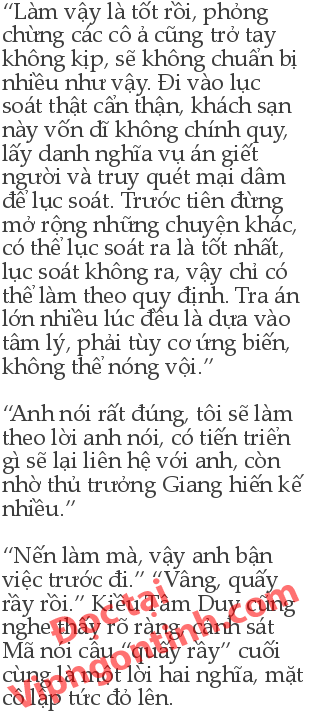 “Làm vậy là tốt rồi, phỏng
chừng các cô ả cũng trở tay
không kịp, sẽ không chuẩn bị
nhiều như vậy. Đi vào lục
soát thật cẩn thận, khách sạn
này vốn dĩ không chính quy,
lấy danh nghĩa vụ án giết
người và truy quét mại dâm
để lục soát. Trước tiên đừng
mở rộng những chuyện khác,
có thể lục soát ra là tốt nhất,
lục soát không ra, vậy chỉ có
thể làm theo quy định. Tra án
lớn nhiều lúc đều là dựa vào
tâm lý, phải tùy cơ ứng biến,
không thể nóng vội.”
“Anh nói rất đúng, tôi sẽ làm
theo lời anh nói, có tiến triển
gì sẽ lại liên hệ với anh, còn
nhờ thủ trưởng Giang hiến kế
nhiều.”
“Nến làm mà, vậy anh bận
việc trước đi.” “Vâng, quấy
rầy rồi.” Kiều Tâm Duy cũng
nghe thấy rõ ràng, cảnh sát
Mã nói câu “quấy rầy” cuối
cùng là một lời hai nghĩa, mặt
cô lập tức đỏ lên.
Đọc tại
Vipngontinh.com